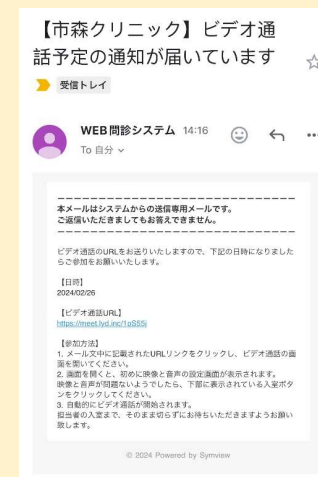 【市森クリニック】ビデオ通
話予定の通知が届いています
受信トレイ
WEB問診システム 14:16
To 自分
本メールはシステムからの送信専用メールです。
ご返信いただきましてもお答えできません。
ビデオ通話のURLをお送りいたしますので、下記の日時になりました
らご参加をお願いいたします。
【日時】
2024/02/26
【ビデオ通話URL】
https://meet.lyd.inc/1pS55j
【参加方法】
1. メール文中に記載されたURLリンクをクリックし、ビデオ通話の画
面を開いてください。
2. 画面を開くと、初めに映像と音声の設定画面が表示されます。
映像と音声が問題ないようでしたら、下部に表示されている入室ボタ
ンをクリックしてください。
3. 自動的にビデオ通話が開始されます。
担当者の入室まで、そのまま切らずにお待ちいただきますようお願い
致します。
© 2024 Powered by Symview